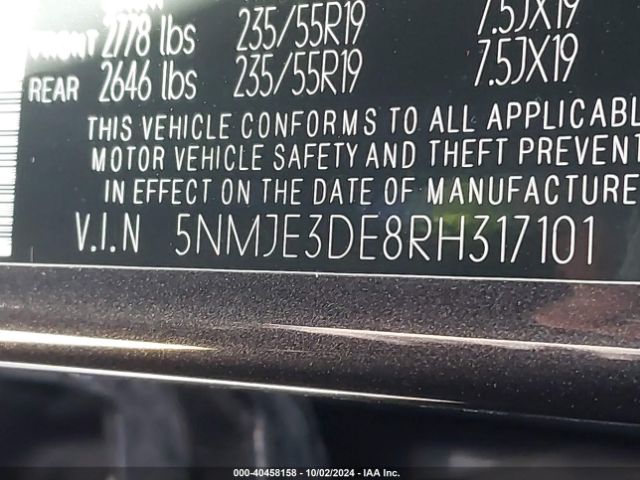 FRONT 2778 lbs 235/55R19 7.5JX19
REAR 2646 lbs 235/55R19 7.5JX19
THIS VEHICLE CONFORMS TO ALL APPLICABL
MOTOR VEHICLE SAFETY AND THEFT PREVENT
IN EFFECT ON THE DATE OF MANUFACTURE
V.I.N 5NMJE3DE8RH317101
000-40458158 - 10/02/2024 - IAA Inc.